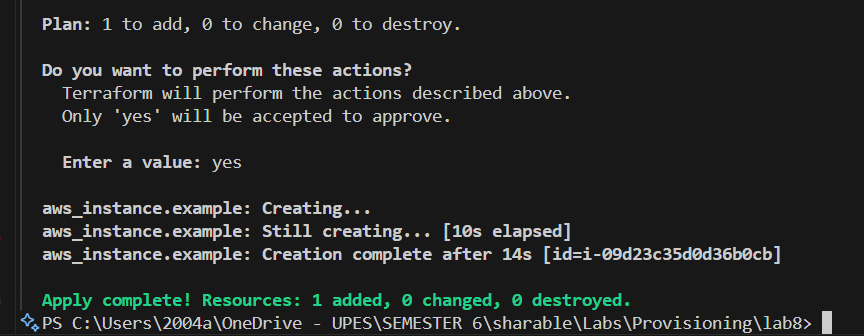 Plan: 1 to add, 0 to change, 0 to destroy.
Do you want to perform these actions?
Terraform will perform the actions described above.
Only 'yes' will be accepted to approve.
Enter a value: yes
aws_instance.example: Creating...
aws_instance.example: Still creating... [10s elapsed]
aws_instance.example: Creation complete after 14s [id=i-09d23c35d0d36b0cb]
Apply complete! Resources: 1 added, 0 changed, 0 destroyed.
PS C:\Users\2004a\OneDrive - UPES\SEMESTER 6\sharable\Labs\Provisioning\lab8>